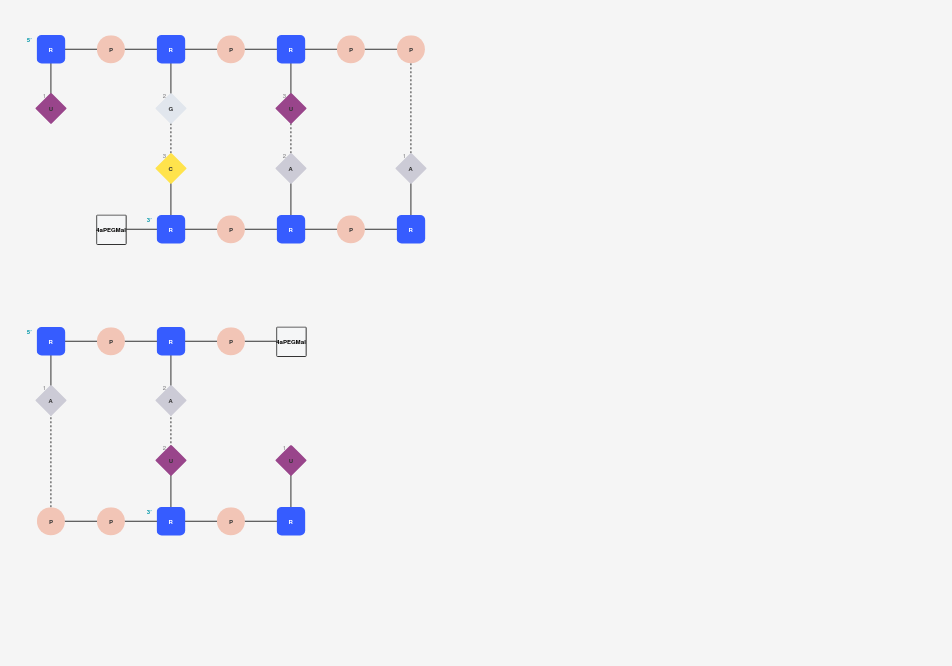 5' R P R P R P P
1 U 2 G 3 U
3 C 2 A 1 A
4aPEGMal 3' R P R P R
5' R P R P 4aPEGMal
1 A 2 A
2 U 1 U
P P 3' R P R